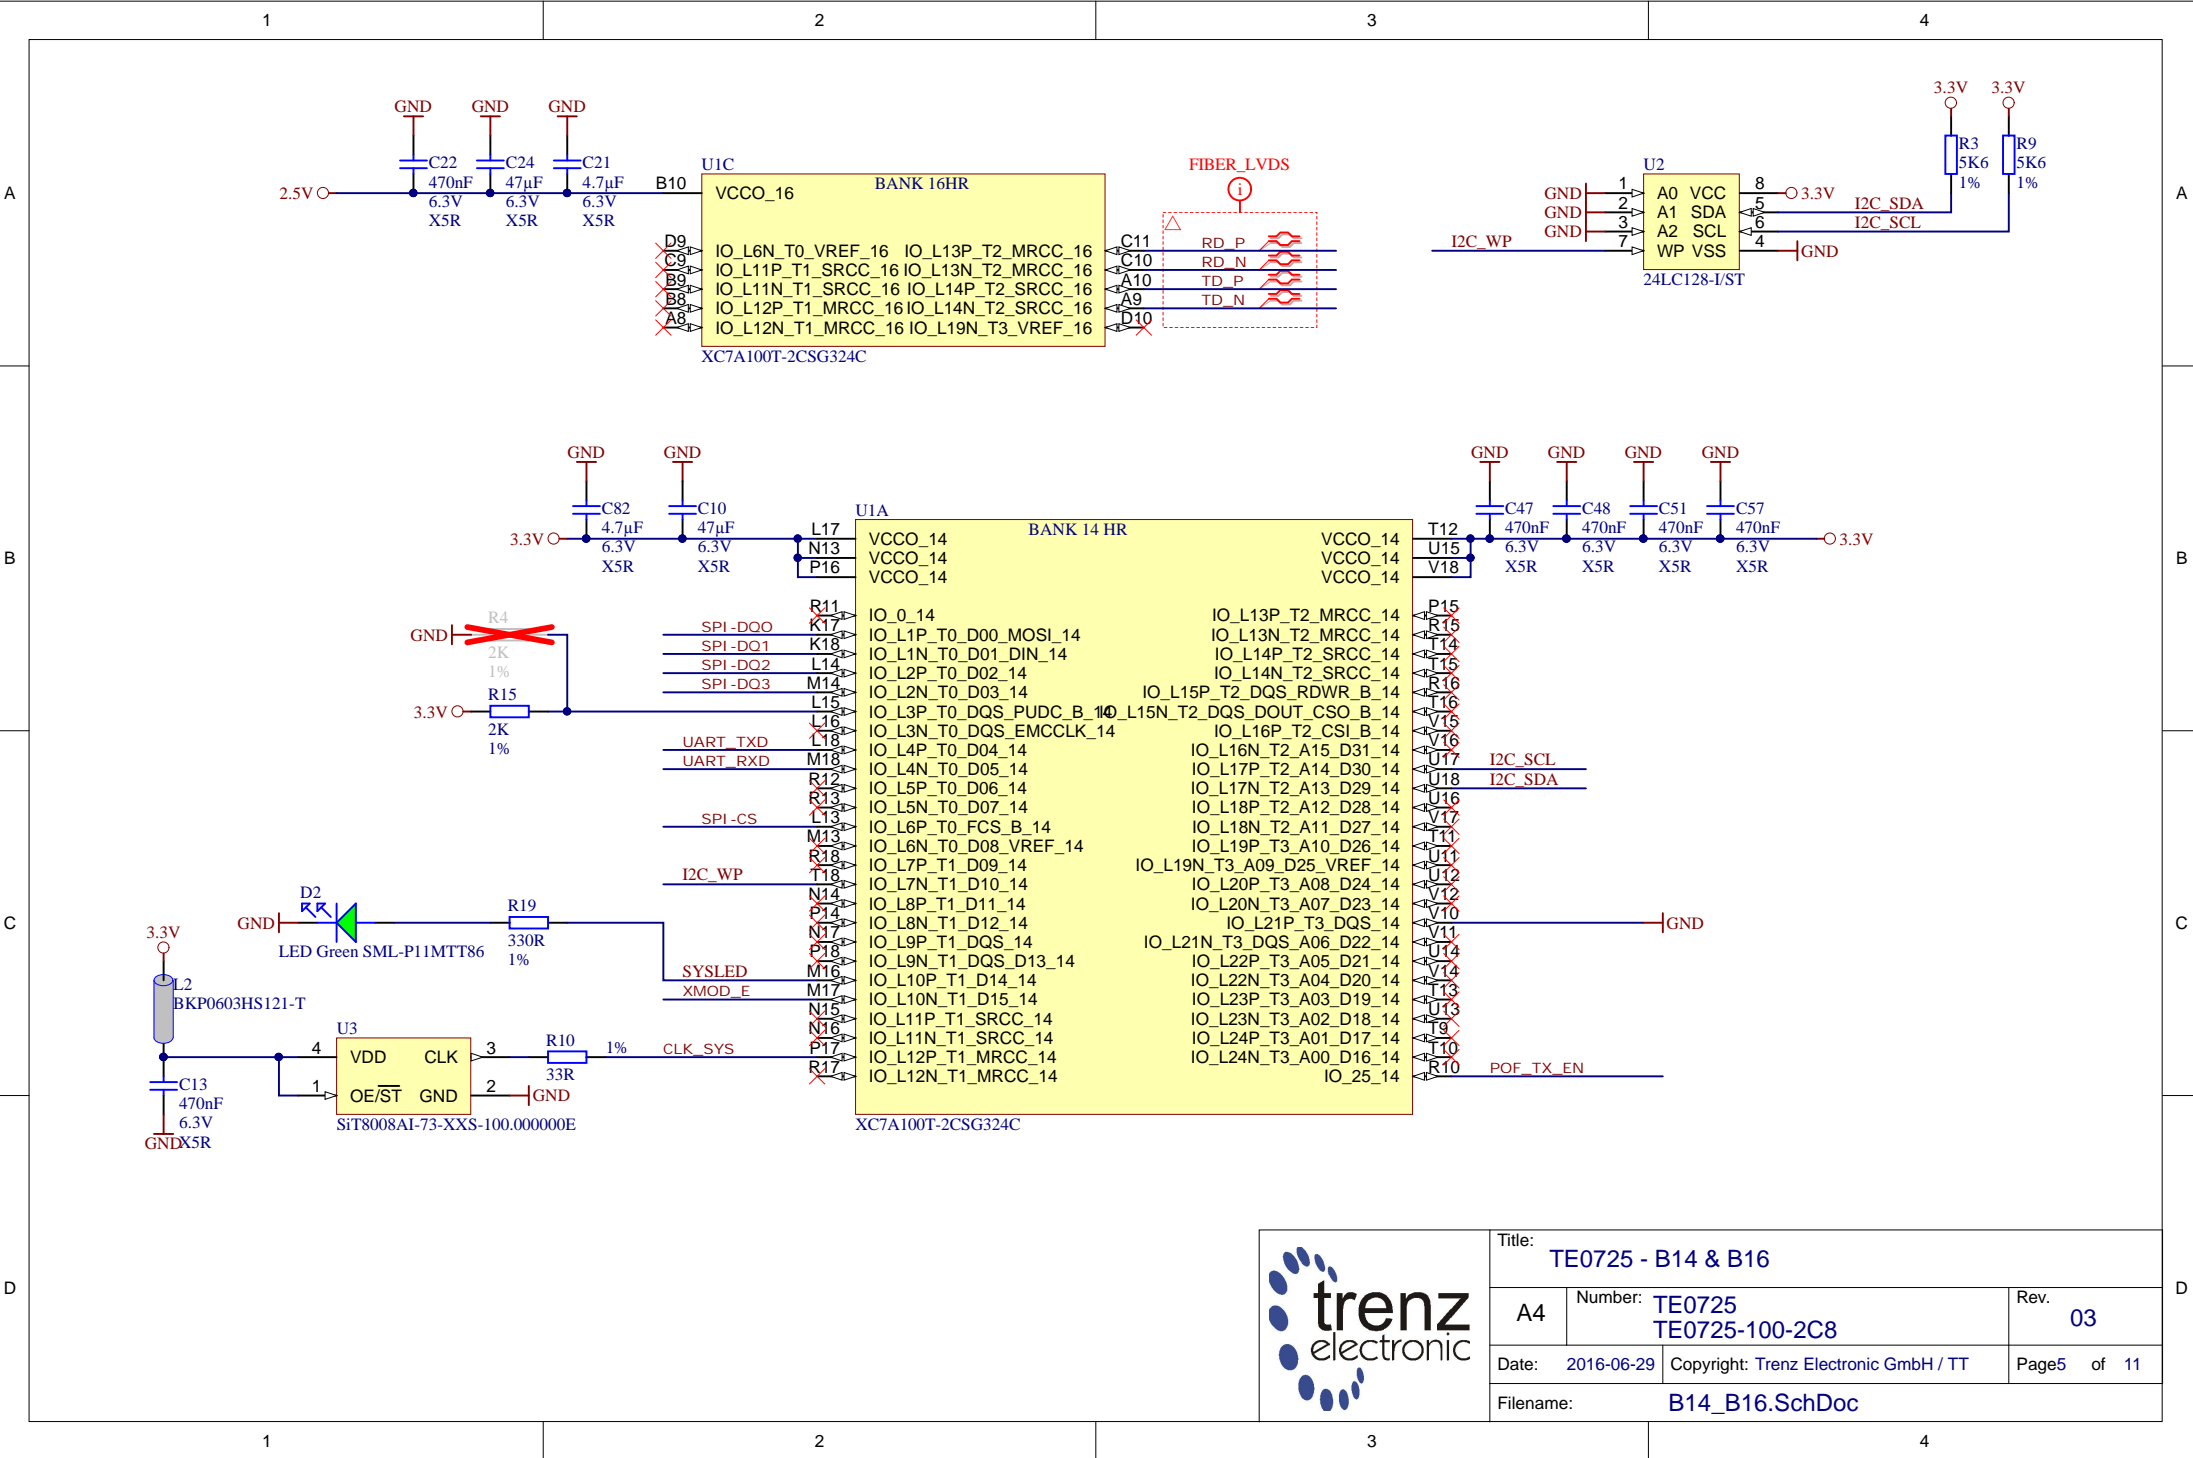 1 2 3 4
A A
B B
C C
D D
GND GND GND
C22 470nF 6.3V X5R
C24 47µF 6.3V X5R
C21 4.7µF 6.3V X5R
2.5V
U1C
BANK 16HR
B10 VCCO_16
D9 IO_L6N_T0_VREF_16 IO_L13P_T2_MRCC_16 C11 RD_P
C9 IO_L11P_T1_SRCC_16 IO_L13N_T2_MRCC_16 C10 RD_N
B9 IO_L11N_T1_SRCC_16 IO_L14P_T2_SRCC_16 A10 TD_P
B8 IO_L12P_T1_MRCC_16 IO_L14N_T2_SRCC_16 A9 TD_N
A8 IO_L12N_T1_MRCC_16 IO_L19N_T3_VREF_16 D10
XC7A100T-2CSG324C
FIBER_LVDS
i
3.3V 3.3V
R3 5K6 1%
R9 5K6 1%
U2
GND 1 A0 VCC 8 3.3V
GND 2 A1 SDA 5 I2C_SDA
GND 3 A2 SCL 6 I2C_SCL
I2C_WP 7 WP VSS 4 GND
24LC128-I/ST
GND GND
C82 4.7µF 6.3V X5R
C10 47µF 6.3V X5R
3.3V
GND GND GND GND
C47 470nF 6.3V X5R
C48 470nF 6.3V X5R
C51 470nF 6.3V X5R
C57 470nF 6.3V X5R
3.3V
U1A
BANK 14 HR
L17 VCCO_14 VCCO_14 T12
N13 VCCO_14 VCCO_14 U15
P16 VCCO_14 VCCO_14 V18
R11 IO_0_14 IO_L13P_T2_MRCC_14 P15
SPI-DQ0 K17 IO_L1P_T0_D00_MOSI_14 IO_L13N_T2_MRCC_14 R15
SPI-DQ1 K18 IO_L1N_T0_D01_DIN_14 IO_L14P_T2_SRCC_14 T14
SPI-DQ2 L14 IO_L2P_T0_D02_14 IO_L14N_T2_SRCC_14 T15
SPI-DQ3 M14 IO_L2N_T0_D03_14 IO_L15P_T2_DQS_RDWR_B_14 R16
L15 IO_L3P_T0_DQS_PUDC_B_14 IO_L15N_T2_DQS_DOUT_CSO_B_14 T16
L16 IO_L3N_T0_DQS_EMCCLK_14 IO_L16P_T2_CSI_B_14 V15
UART_TXD L18 IO_L4P_T0_D04_14 IO_L16N_T2_A15_D31_14 V16
UART_RXD M18 IO_L4N_T0_D05_14 IO_L17P_T2_A14_D30_14 U17 I2C_SCL
R12 IO_L5P_T0_D06_14 IO_L17N_T2_A13_D29_14 U18 I2C_SDA
R13 IO_L5N_T0_D07_14 IO_L18P_T2_A12_D28_14 U16
SPI-CS L13 IO_L6P_T0_FCS_B_14 IO_L18N_T2_A11_D27_14 V17
M13 IO_L6N_T0_D08_VREF_14 IO_L19P_T3_A10_D26_14 T11
R18 IO_L7P_T1_D09_14 IO_L19N_T3_A09_D25_VREF_14 U11
I2C_WP T18 IO_L7N_T1_D10_14 IO_L20P_T3_A08_D24_14 U12
N14 IO_L8P_T1_D11_14 IO_L20N_T3_A07_D23_14 V12
P14 IO_L8N_T1_D12_14 IO_L21P_T3_DQS_14 V10 GND
N17 IO_L9P_T1_DQS_14 IO_L21N_T3_DQS_A06_D22_14 V11
P18 IO_L9N_T1_DQS_D13_14 IO_L22P_T3_A05_D21_14 U14
SYSLED M16 IO_L10P_T1_D14_14 IO_L22N_T3_A04_D20_14 V14
XMOD_E M17 IO_L10N_T1_D15_14 IO_L23P_T3_A03_D19_14 T13
N15 IO_L11P_T1_SRCC_14 IO_L23N_T3_A02_D18_14 U13
N16 IO_L11N_T1_SRCC_14 IO_L24P_T3_A01_D17_14 T9
CLK_SYS P17 IO_L12P_T1_MRCC_14 IO_L24N_T3_A00_D16_14 T10
R17 IO_L12N_T1_MRCC_14 IO_25_14 R10 POF_TX_EN
XC7A100T-2CSG324C
GND R4 2K 1%
3.3V R15 2K 1%
D2
GND
LED Green SML-P11MTT86
R19 330R 1%
3.3V
L2
BKP0603HS121-T
C13 470nF 6.3V X5R
GND
U3
4 VDD CLK 3
1 OE/ST GND 2 GND
SiT8008AI-73-XXS-100.000000E
R10 33R 1%
trenz
electronic
Title:
TE0725 - B14 & B16
A4 Number: TE0725
TE0725-100-2C8
Rev. 03
Date: 2016-06-29 Copyright: Trenz Electronic GmbH / TT Page5 of 11
Filename: B14_B16.SchDoc
1 2 3 4